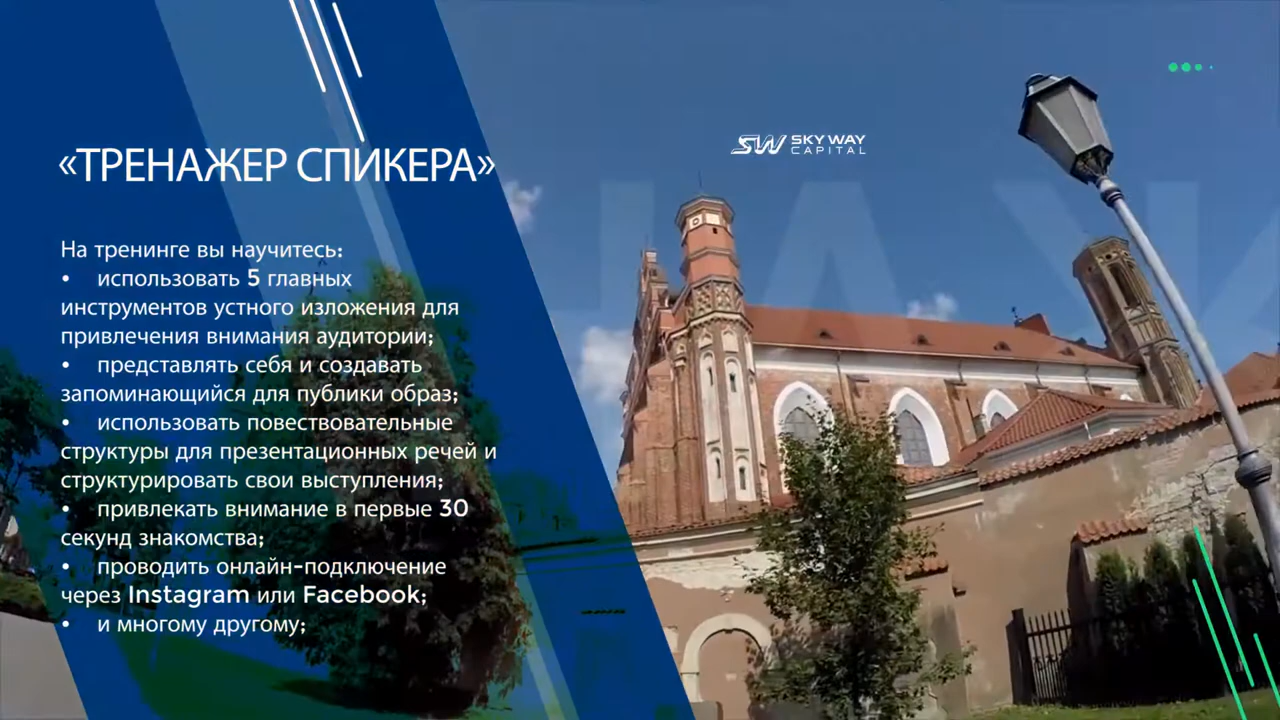 «ТРЕНАЖЕР СПИКЕРА»
SW SKY WAY
CAPITAL
На тренинге вы научитесь:
• использовать 5 главных
инструментов устного изложения для
привлечения внимания аудитории;
• представлять себя и создавать
запоминающийся для публики образ;
• использовать повествовательные
структуры для презентационных речей и
структурировать свои выступления;
• привлекать внимание в первые 30
секунд знакомства;
• проводить онлайн-подключение
через Instagram или Facebook;
• и многому другому;